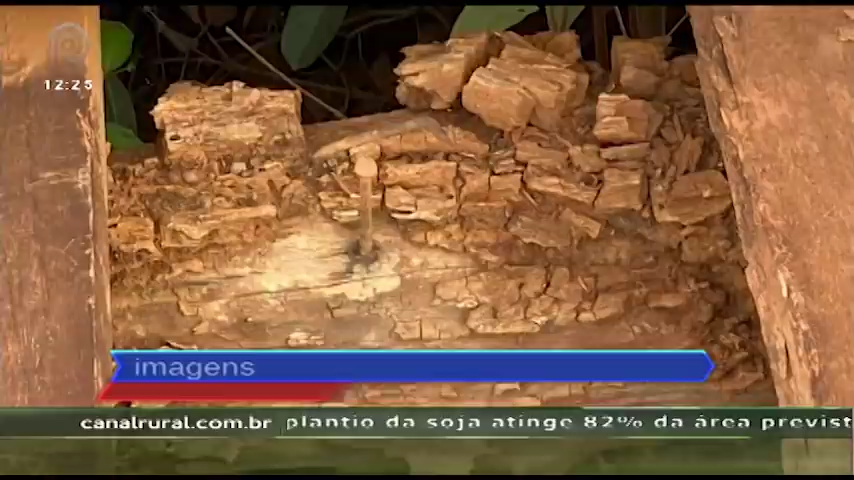 12:25
imagens
canalrural.com.br plantio da soja atinge 82% da área previst